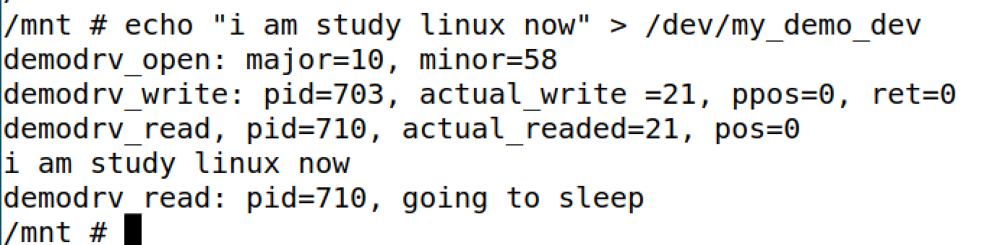 /mnt # echo "i am study linux now" > /dev/my_demo_dev
demodrv_open: major=10, minor=58
demodrv_write: pid=703, actual_write =21, ppos=0, ret=0
demodrv_read, pid=710, actual_readed=21, pos=0
i am study linux now
demodrv_read: pid=710, going to sleep
/mnt #